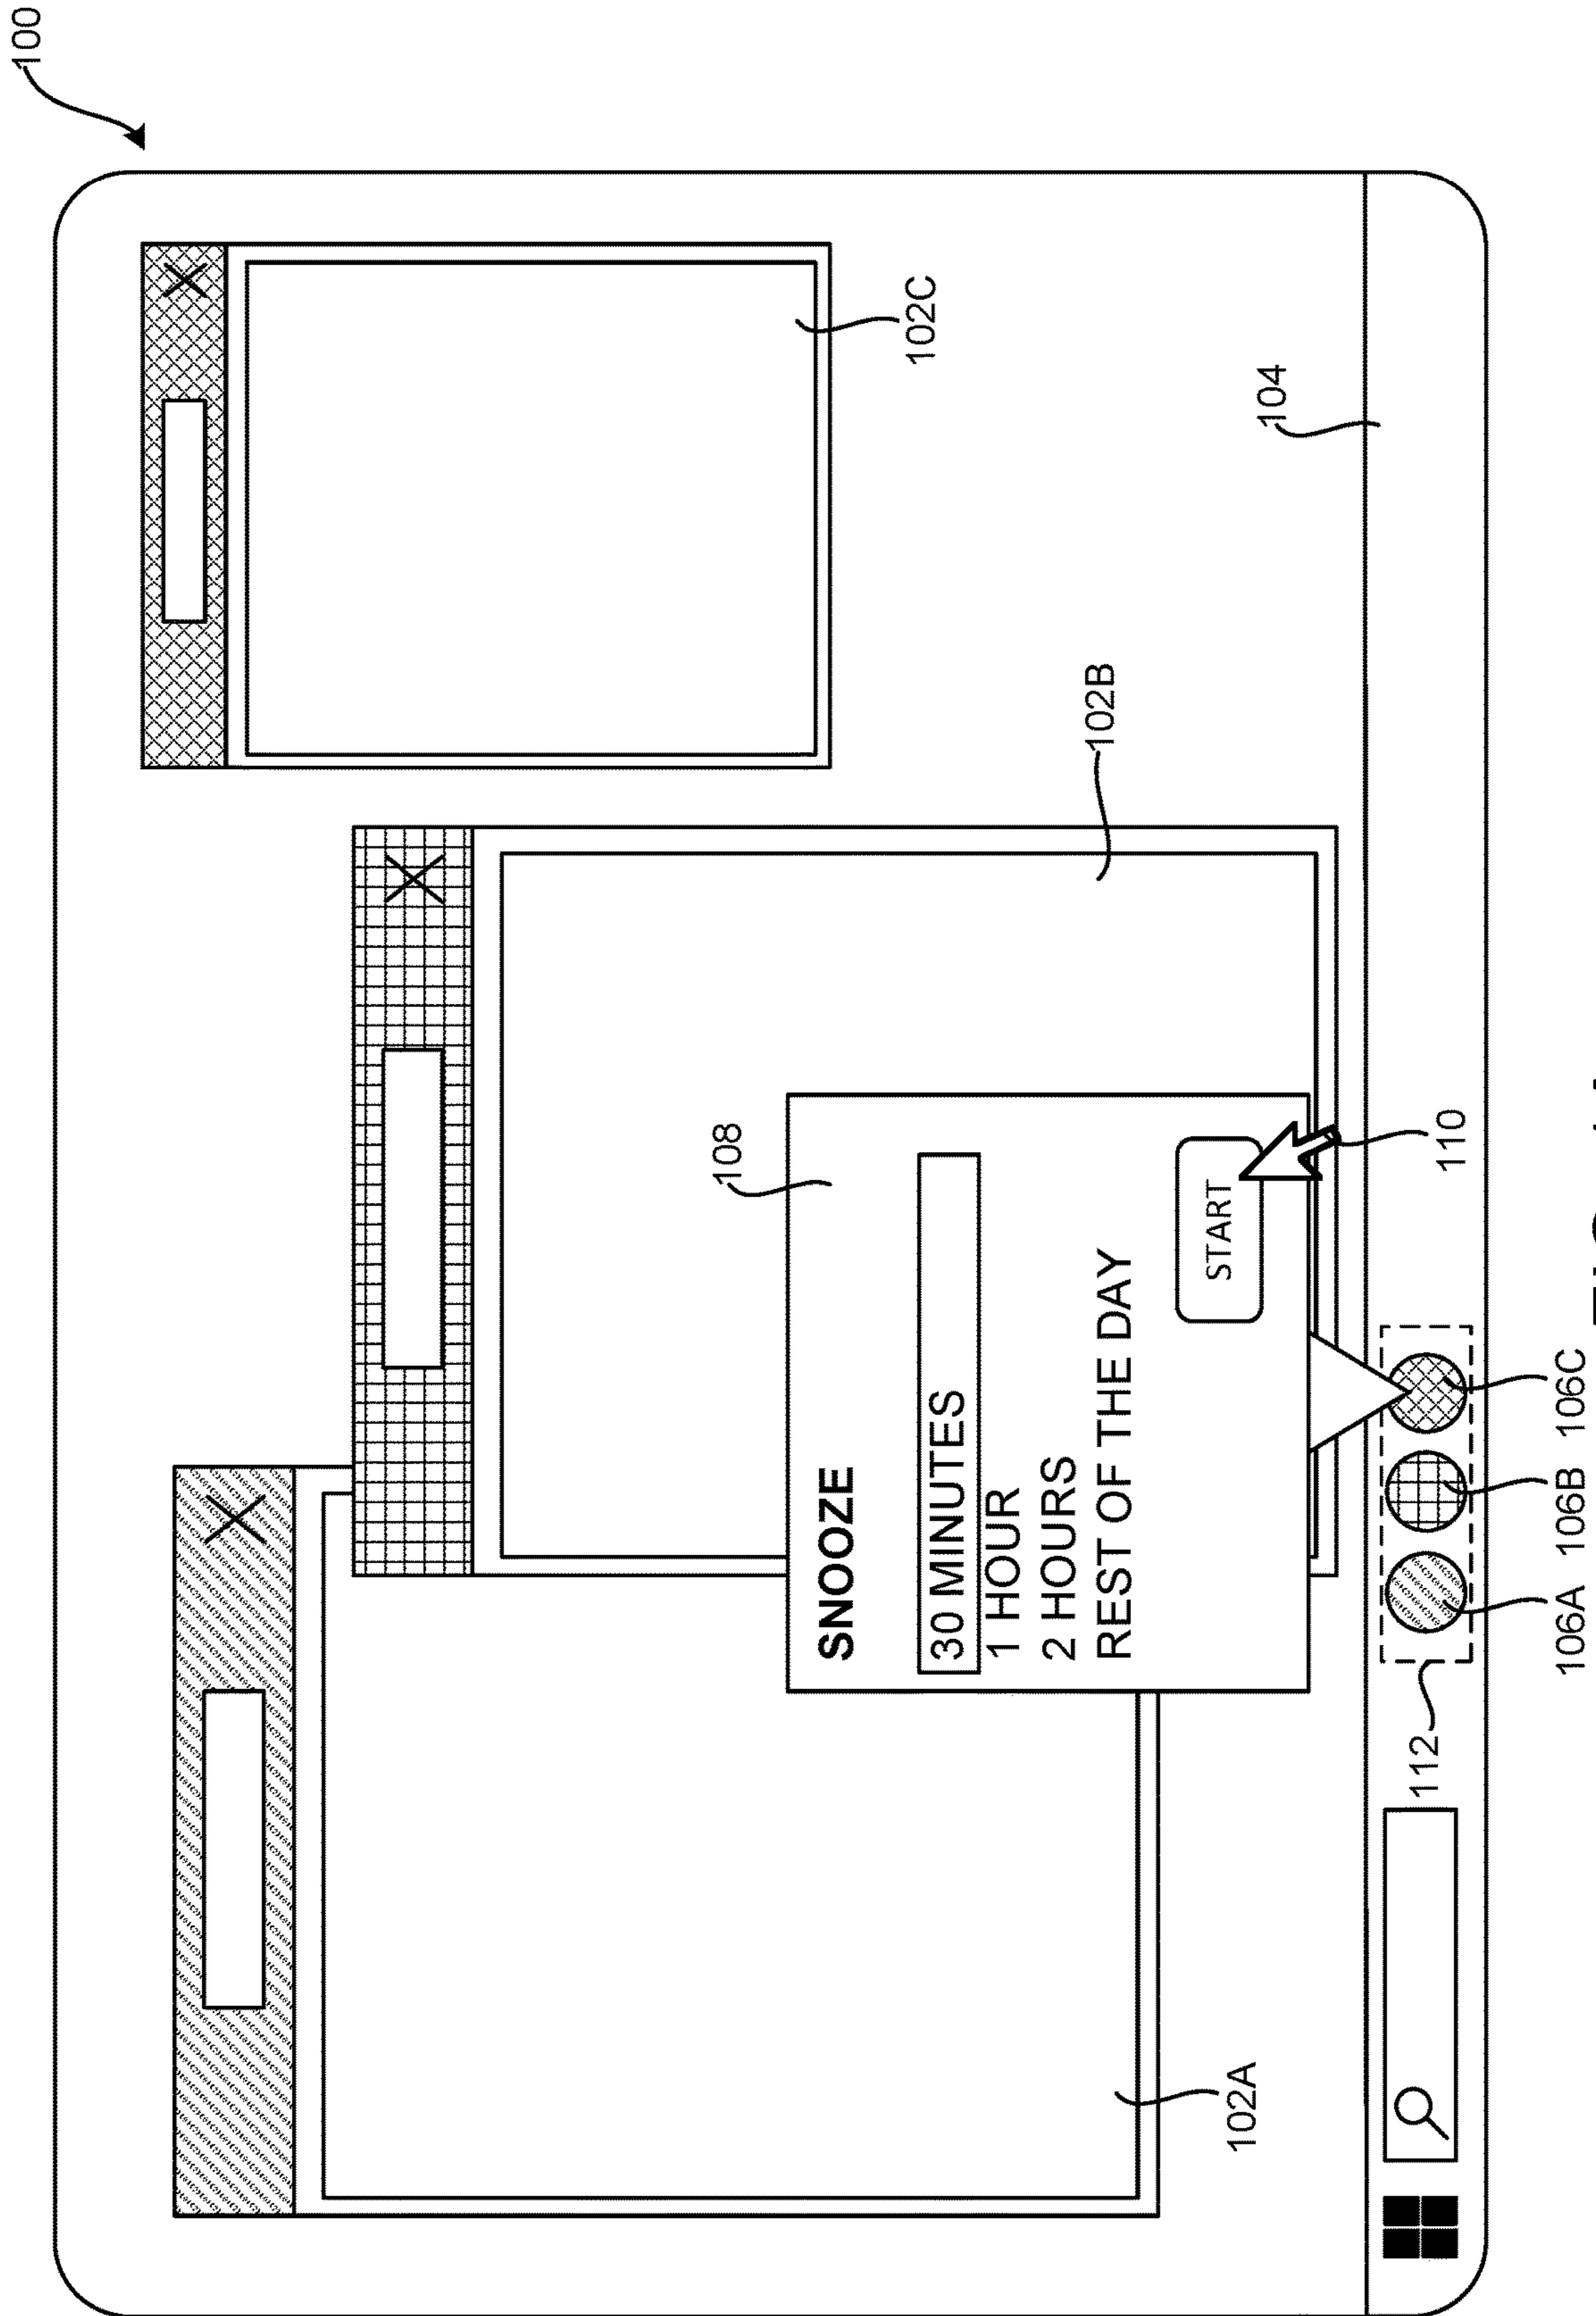 100
102C
104
102B
108
SNOOZE
30 MINUTES
1 HOUR
2 HOURS
REST OF THE DAY
START
110
102A
112
106A
106B
106C